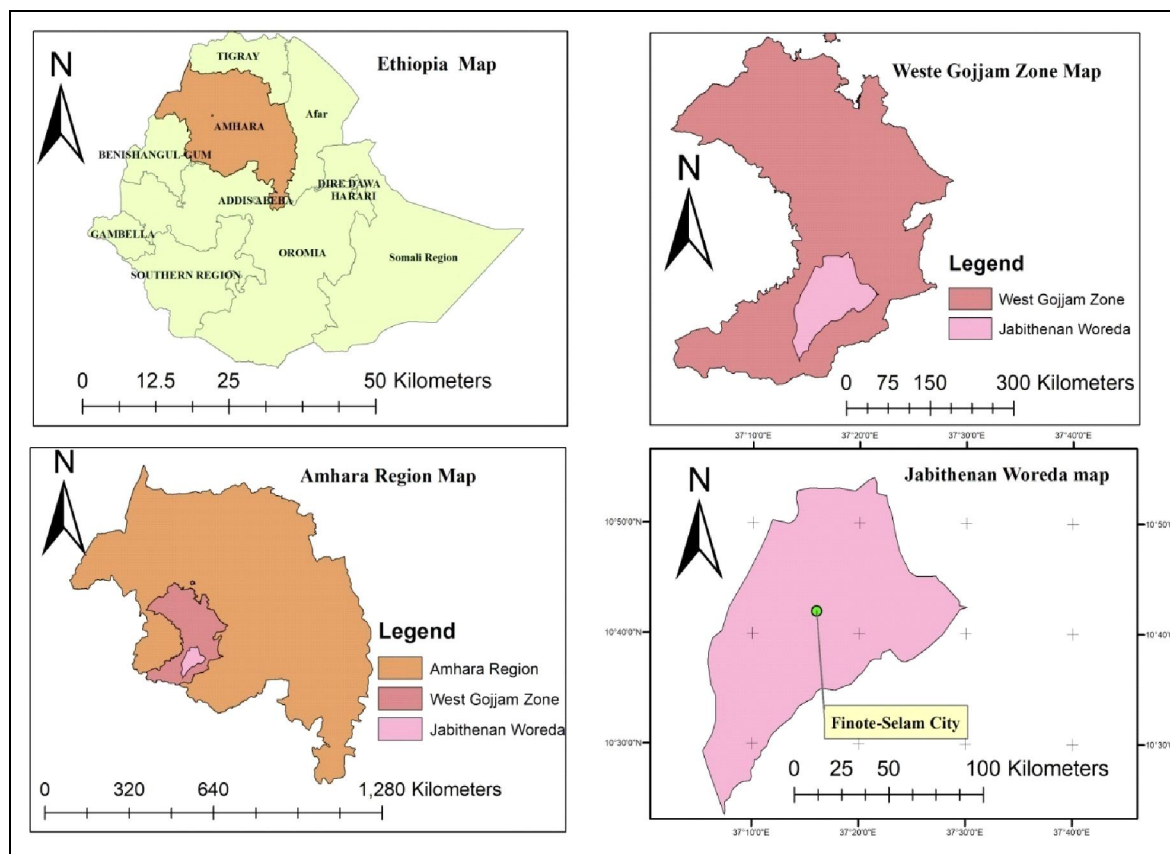 N
Ethiopia Map
TIGRAY
Afar
AMHARA
BENISHANGUL-GUM
DIRE DAWA
HARARI
ADDIS ABEBA
GAMBELLA
OROMIA
SOUTHERN REGION
Somali Region
0 12.5 25 50 Kilometers
Weste Gojjam Zone Map
N
Legend
West Gojjam Zone
Jabithenan Woreda
0 75 150 300 Kilometers
N
Amhara Region Map
Legend
Amhara Region
West Gojjam Zone
Jabithenan Woreda
0 320 640 1,280 Kilometers
37°10'0"E 37°20'0"E 37°30'0"E 37°40'0"E
N
Jabithenan Woreda map
10°50'0"N
10°40'0"N
10°30'0"N
Finote-Selam City
0 25 50 100 Kilometers
37°10'0"E 37°20'0"E 37°30'0"E 37°40'0"E